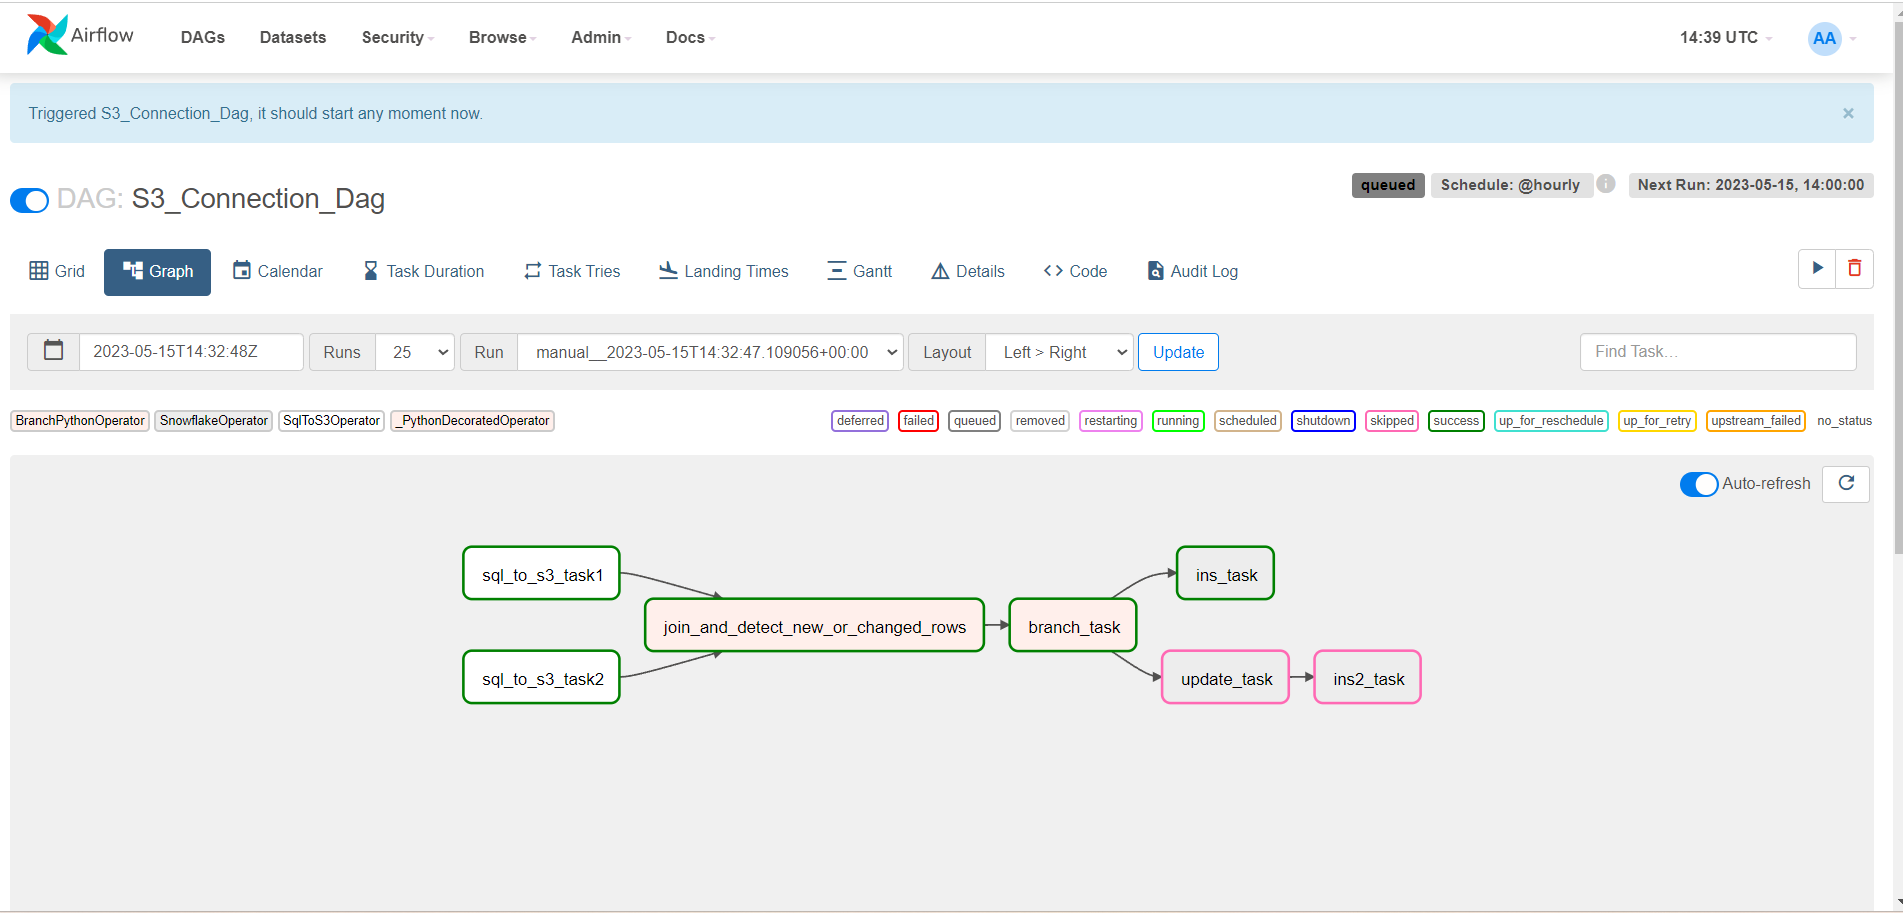 Airflow DAGs Datasets Security Browse Admin Docs 14:39 UTC AA
Triggered S3_Connection_Dag, it should start any moment now. ×
DAG: S3_Connection_Dag queued Schedule: @hourly i Next Run: 2023-05-15, 14:00:00
Grid Graph Calendar Task Duration Task Tries Landing Times Gantt Details <> Code Audit Log
2023-05-15T14:32:48Z Runs 25 Run manual__2023-05-15T14:32:47.109056+00:00 Layout Left > Right Update Find Task...
BranchPythonOperator SnowflakeOperator SqlToS3Operator _PythonDecoratedOperator deferred failed queued removed restarting running scheduled shutdown skipped success up_for_reschedule up_for_retry upstream_failed no_status
Auto-refresh
sql_to_s3_task1 ins_task
join_and_detect_new_or_changed_rows branch_task
sql_to_s3_task2 update_task ins2_task